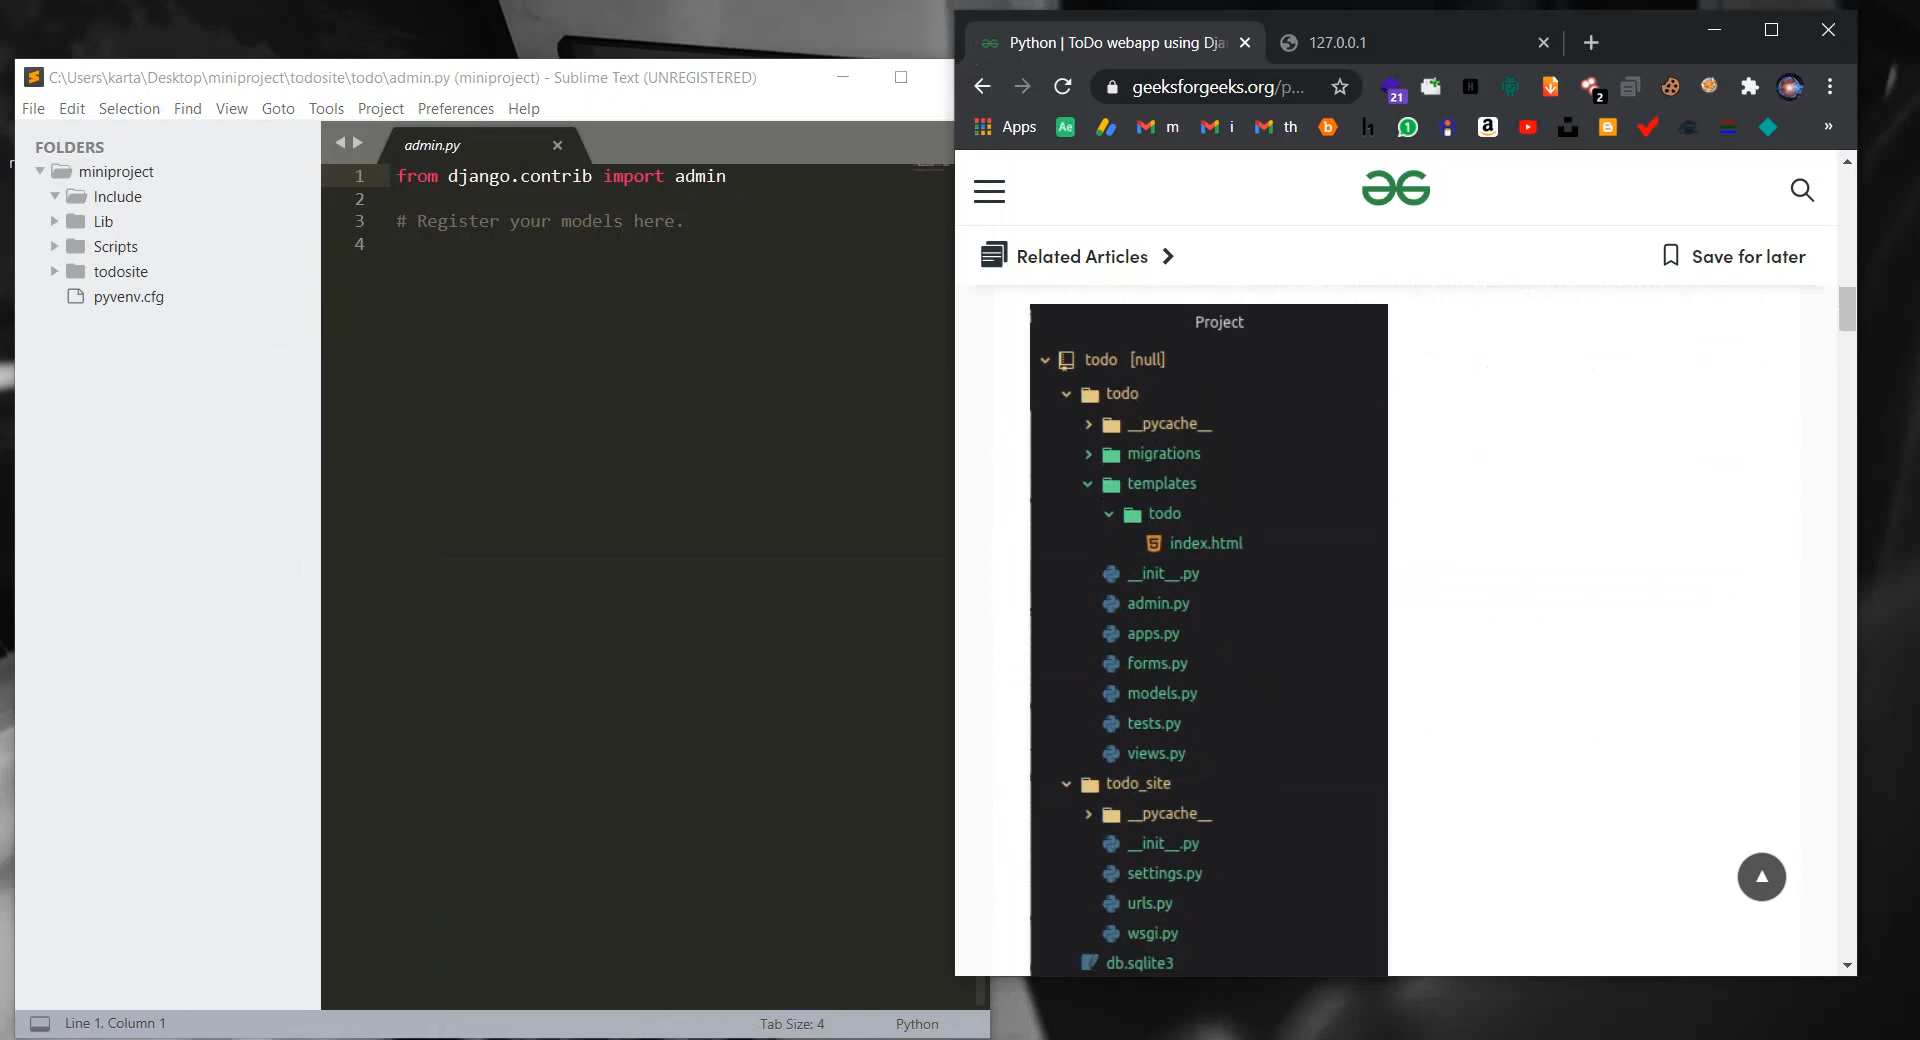 C:\Users\karta\Desktop\miniproject\todosite\todo\admin.py (miniproject) - Sublime Text (UNREGISTERED)
File Edit Selection Find View Goto Tools Project Preferences Help
FOLDERS
miniproject
Include
Lib
Scripts
todosite
pyvenv.cfg
admin.py
1 from django.contrib import admin
2
3 # Register your models here.
4
Line 1, Column 1
Tab Size: 4
Python
Python | ToDo webapp using Dja
127.0.0.1
geeksforgeeks.org/p...
21
2
Apps
Ae
m
i
th
1
a
»
Related Articles
Save for later
Project
todo [null]
todo
__pycache__
migrations
templates
todo
index.html
__init__.py
admin.py
apps.py
forms.py
models.py
tests.py
views.py
todo_site
__pycache__
__init__.py
settings.py
urls.py
wsgi.py
db.sqlite3